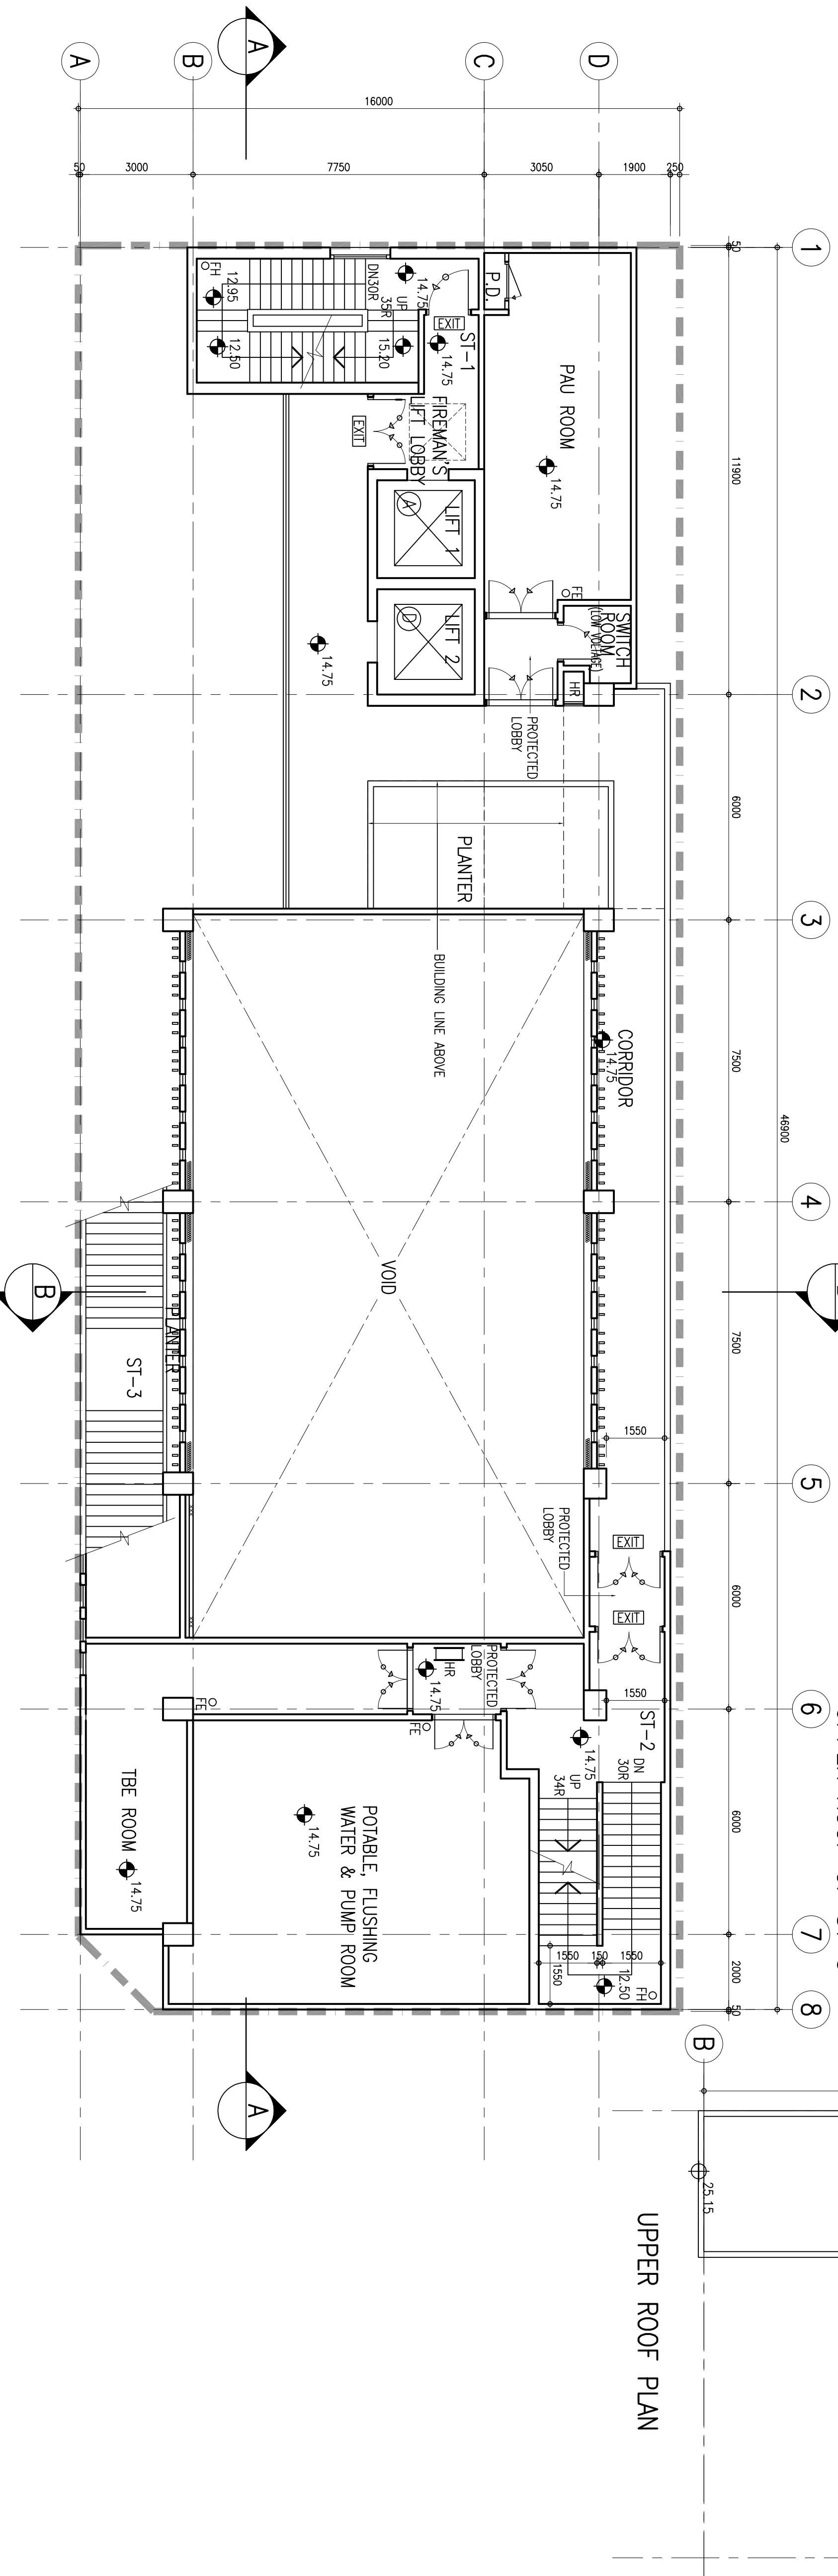 A
B
C
D
A
16000
50
3000
7750
3050
1900
250
1
2
3
4
5
6
7
8
50
11900
6000
7500
46900
7500
6000
6000
2000
50
FH
12.95
12.50
DN30R
UP
35R
15.20
14.75
EXIT
ST-1
14.75
P.D.
PAU ROOM
14.75
FIREMAN'S
LIFT LOBBY
EXIT
LIFT 1
A
LIFT 2
D
14.75
FE
SWITCH
ROOM
(LOW VOLTAGE)
HR
PROTECTED
LOBBY
PLANTER
BUILDING LINE ABOVE
CORRIDOR
14.75
VOID
B
PLANTER
ST-3
1550
PROTECTED
LOBBY
EXIT
EXIT
1550
PROTECTED
LOBBY
HR
14.75
FE
FE
ST-2
14.75
DN
30R
UP
34R
TBE ROOM
14.75
14.75
POTABLE, FLUSHING
WATER & PUMP ROOM
1550
150
1550
1550
12.50
FH
A
B
25.15
UPPER ROOF PLAN